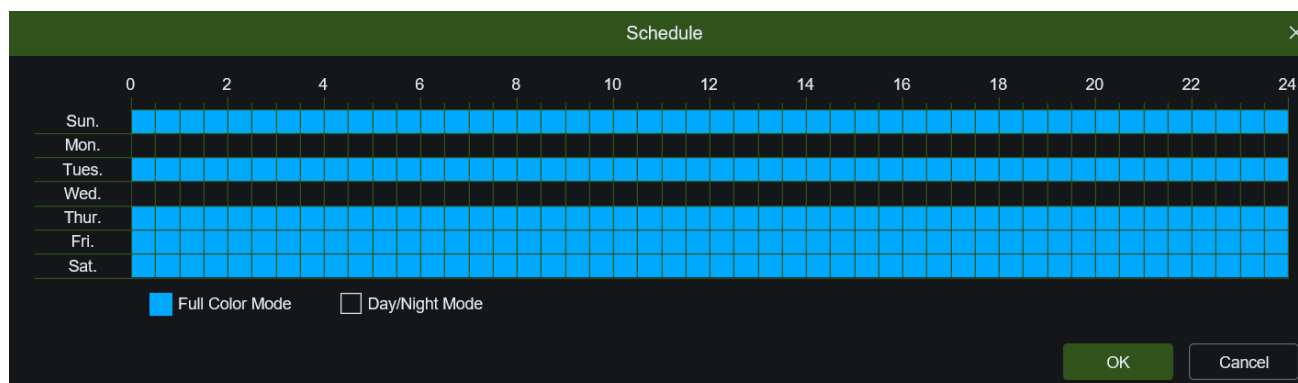 Schedule
0 2 4 6 8 10 12 14 16 18 20 22 24
Sun.
Mon.
Tues.
Wed.
Thur.
Fri.
Sat.
Full Color Mode Day/Night Mode
OK Cancel